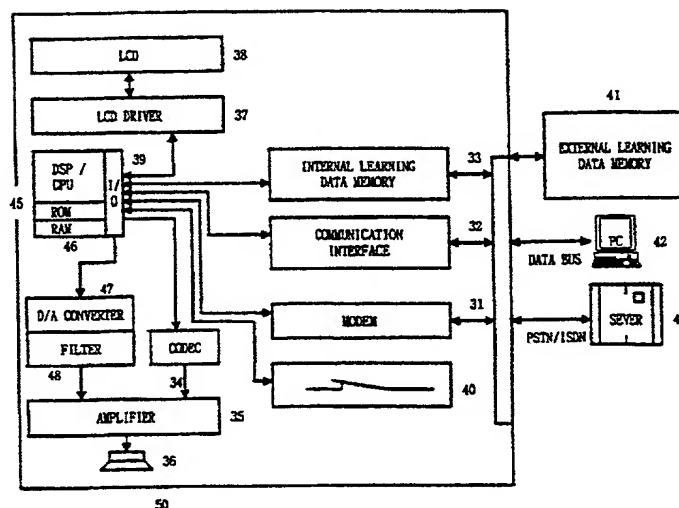 LCD
38
LCD DRIVER
37
41
EXTERNAL LEARNING
DATA MEMORY
39
DSP /
CPU
I/
O
45
ROM
RAM
46
INTERNAL LEARNING
DATA MEMORY
33
COMMUNICATION
INTERFACE
32
PC
42
DATA BUS
47
D/A CONVERTER
FILTER
48
CODEC
34
MODEM
31
SEYER
PSTN/ISDN
40
AMPLIFIER
35
36
50